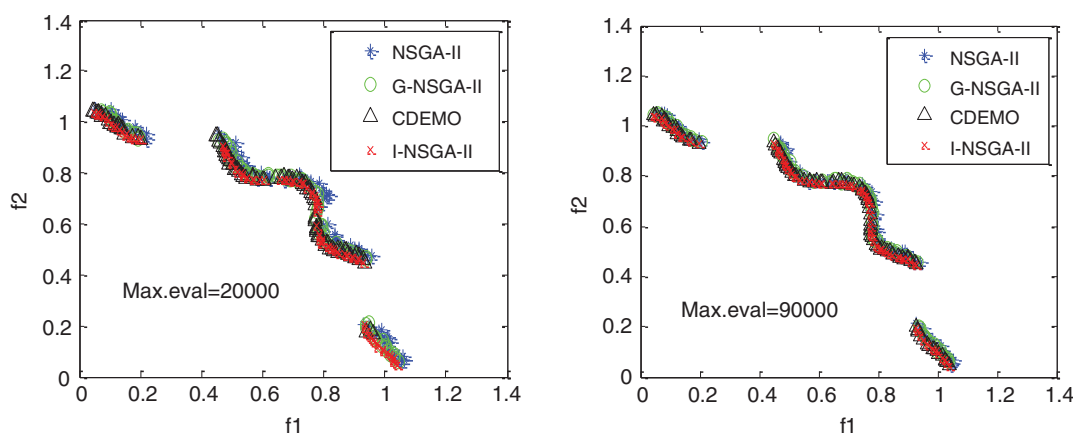 1.4
1.2
1
0.8
0.6
0.4
0.2
0
f2
NSGA-II
G-NSGA-II
CDEMO
I-NSGA-II
Max.eval=20000
0 0.2 0.4 0.6 0.8 1 1.2 1.4
f1
1.4
1.2
1
0.8
0.6
0.4
0.2
0
f2
NSGA-II
G-NSGA-II
CDEMO
I-NSGA-II
Max.eval=90000
0 0.2 0.4 0.6 0.8 1 1.2 1.4
f1